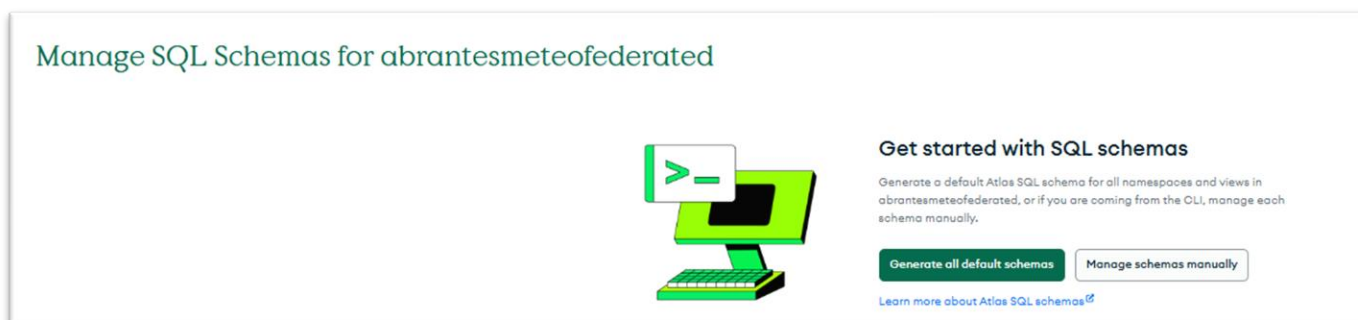 Manage SQL Schemas for abrantesmeteofederated
>_
Get started with SQL schemas
Generate a default Atlas SQL schema for all namespaces and views in
abrantesmeteofederated, or if you are coming from the CLI, manage each
schema manually.
Generate all default schemas
Manage schemas manually
Learn more about Atlas SQL schemas